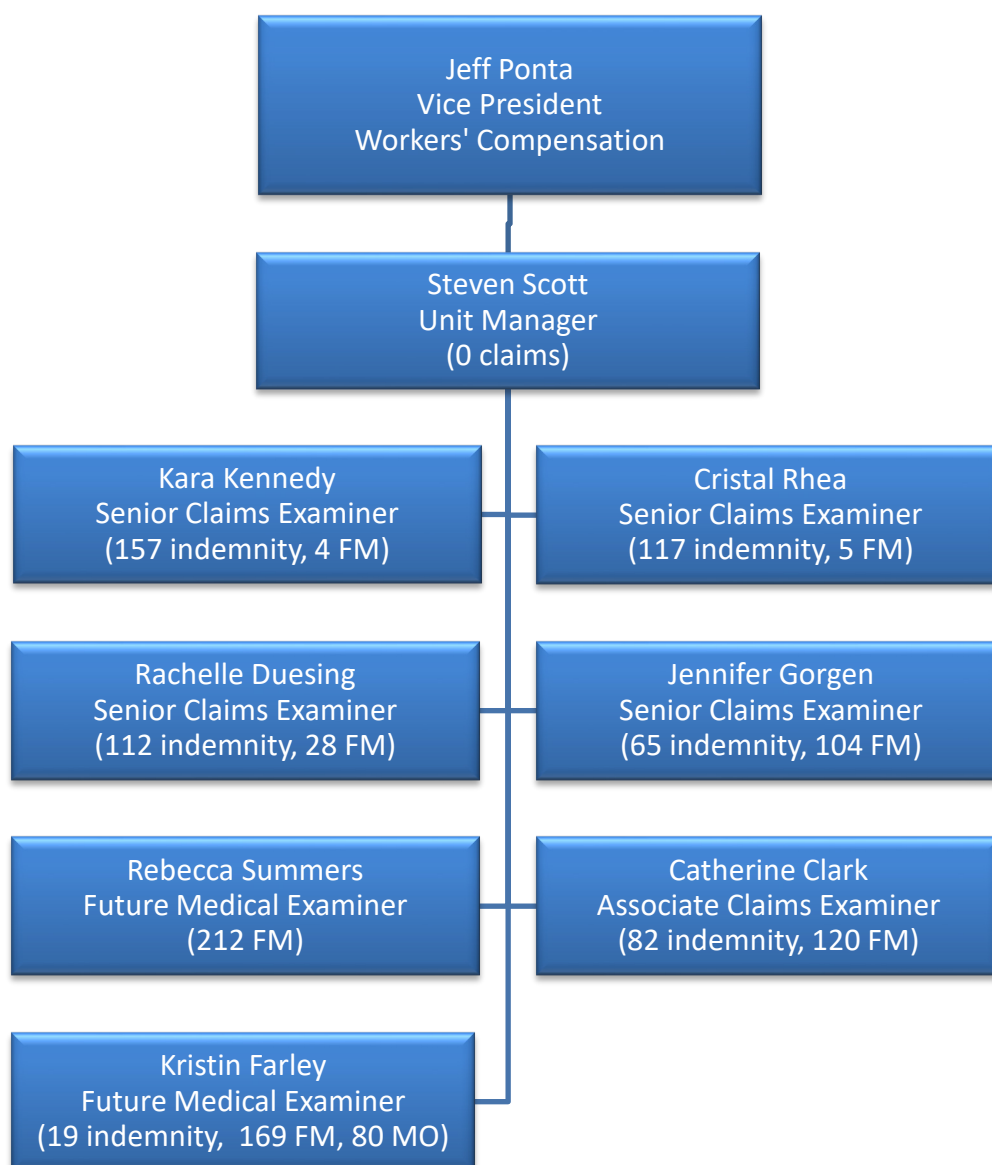 Jeff Ponta
Vice President
Workers' Compensation
Steven Scott
Unit Manager
(0 claims)
Kara Kennedy
Senior Claims Examiner
(157 indemnity, 4 FM)
Cristal Rhea
Senior Claims Examiner
(117 indemnity, 5 FM)
Rachelle Duesing
Senior Claims Examiner
(112 indemnity, 28 FM)
Jennifer Gorgen
Senior Claims Examiner
(65 indemnity, 104 FM)
Rebecca Summers
Future Medical Examiner
(212 FM)
Catherine Clark
Associate Claims Examiner
(82 indemnity, 120 FM)
Kristin Farley
Future Medical Examiner
(19 indemnity,  169 FM, 80 MO)